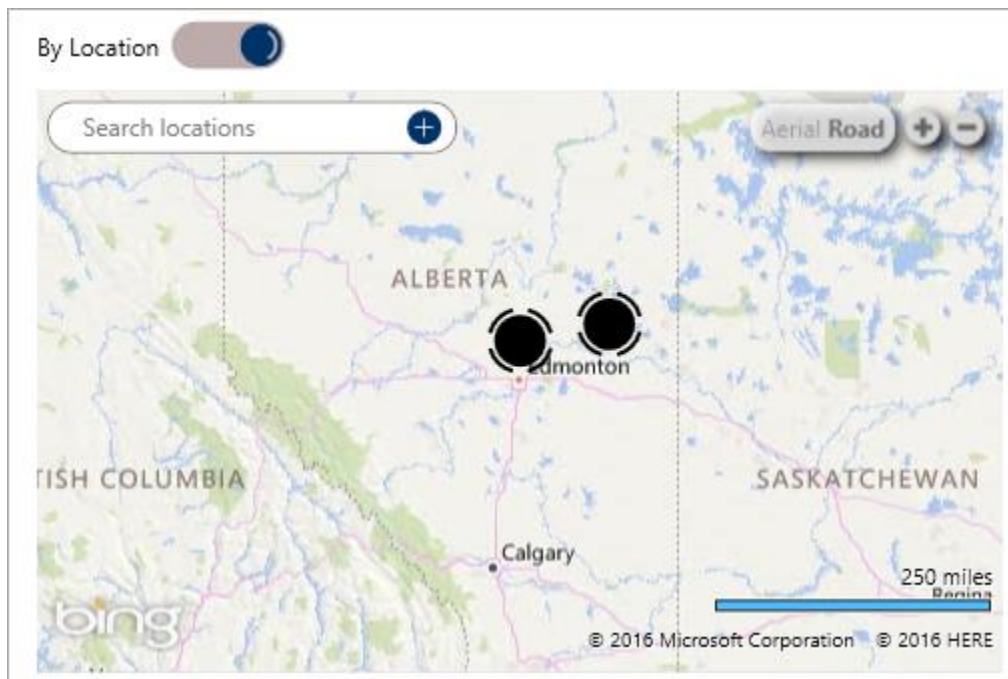 By Location
Search locations
Aerial Road
ALBERTA
Edmonton
TISH COLUMBIA
SASKATCHEWAN
Calgary
250 miles
Regina
bing
© 2016 Microsoft Corporation © 2016 HERE